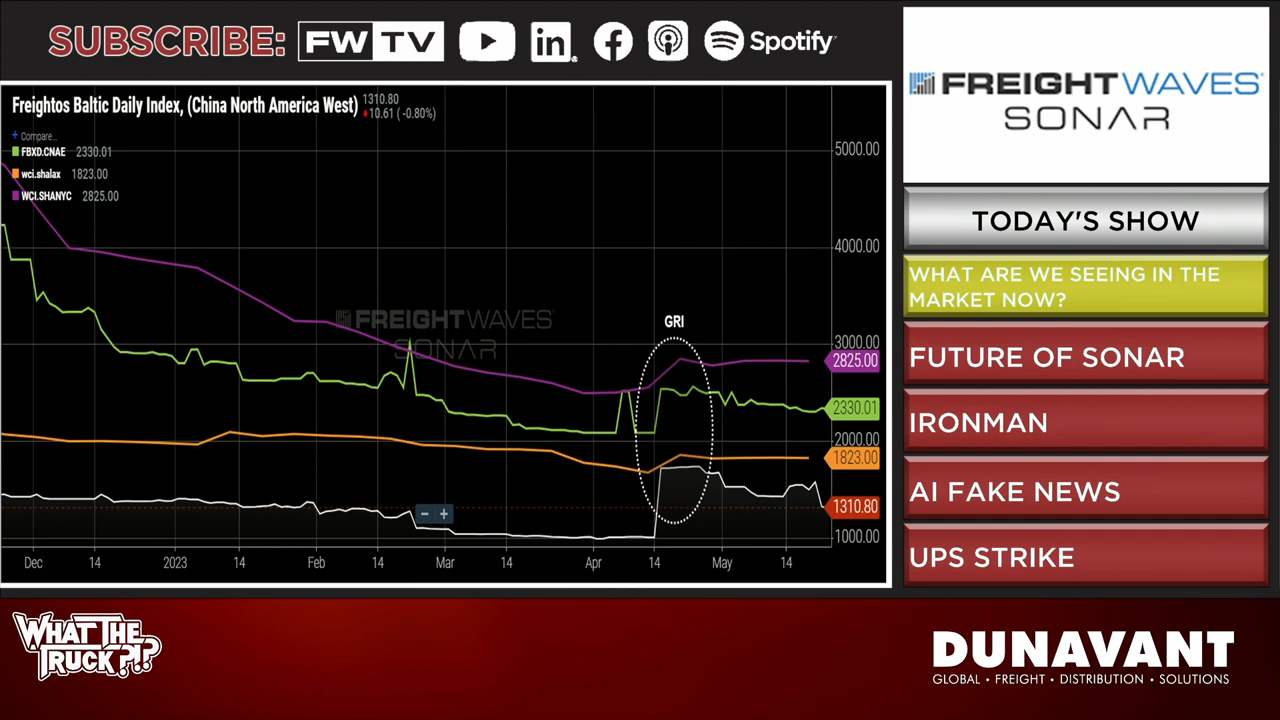 SUBSCRIBE: FW TV in Spotify
FREIGHTWAVES
SONAR
Freightos Baltic Daily Index, (China North America West) 1310.80
10.61 ( -0.80%)
+ Compare...
FBXD.CNAE 2330.01
wci.shalax 1823.00
WCI.SHANYC 2825.00
5000.00
4000.00
3000.00
2825.00
2330.01
2000.00
1823.00
1310.80
1000.00
FREIGHTWAVES
SONAR
GRI
− +
Dec 14 2023 14 Feb 14 Mar 14 Apr 14 May 14
TODAY'S SHOW
WHAT ARE WE SEEING IN THE
MARKET NOW?
FUTURE OF SONAR
IRONMAN
AI FAKE NEWS
UPS STRIKE
WHAT THE
TRUCK?!?
DUNAVANT
GLOBAL • FREIGHT • DISTRIBUTION • SOLUTIONS